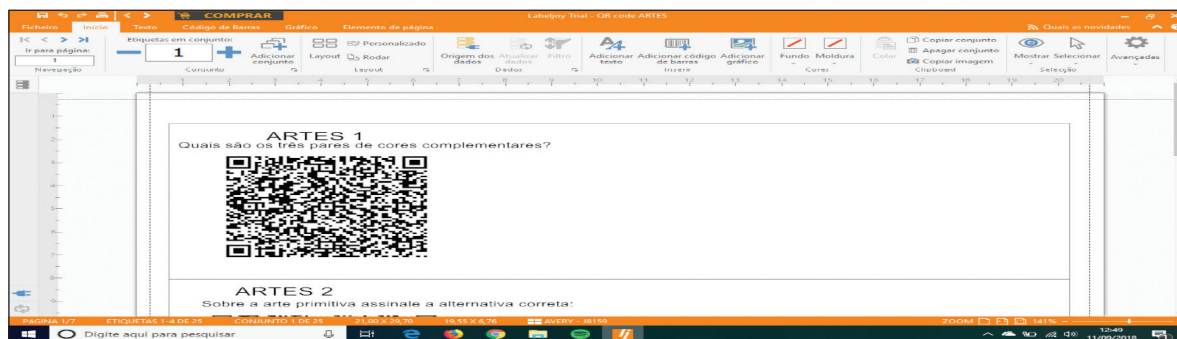 COMPRAR
Labeljoy Trial - QR code ARTES
Ficheiro Início Texto Código de Barras Gráfico Elemento de página Quais as novidades
Ir para página:
1
Navegação
Etiquetas em conjunto:
1
Adicionar conjunto
Conjunto
Layout
Personalizado
Rodar
Layout
Origem dos dados
Atualizar dados
Filtro
Dados
Adicionar texto
Adicionar código de barras
Adicionar gráfico
Inserir
Fundo Moldura
Cores
Colar
Copiar conjunto
Apagar conjunto
Copiar imagem
Clipboard
Mostrar Selecionar
Selecção
Avançadas
ARTES 1
Quais são os três pares de cores complementares?
ARTES 2
Sobre a arte primitiva assinale a alternativa correta:
PÁGINA 1/7 ETIQUETAS 1-4 DE 25 CONJUNTO 1 DE 25 21,00 X 29,70 19,55 X 6,76 AVERY - J8159 ZOOM 141%
Digite aqui para pesquisar
12:49
11/09/2018